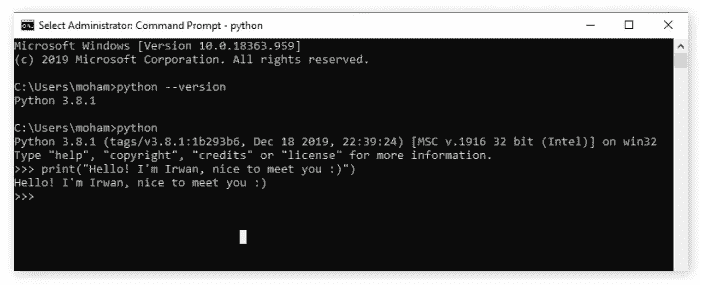 Select Administrator: Command Prompt - python
Microsoft Windows [Version 10.0.18363.959]
(c) 2019 Microsoft Corporation. All rights reserved.
C:\Users\moham>python --version
Python 3.8.1
C:\Users\moham>python
Python 3.8.1 (tags/v3.8.1:1b293b6, Dec 18 2019, 22:39:24) [MSC v.1916 32 bit (Intel)] on win32
Type "help", "copyright", "credits" or "license" for more information.
>>> print("Hello! I'm Irwan, nice to meet you :)")
Hello! I'm Irwan, nice to meet you :)
>>>